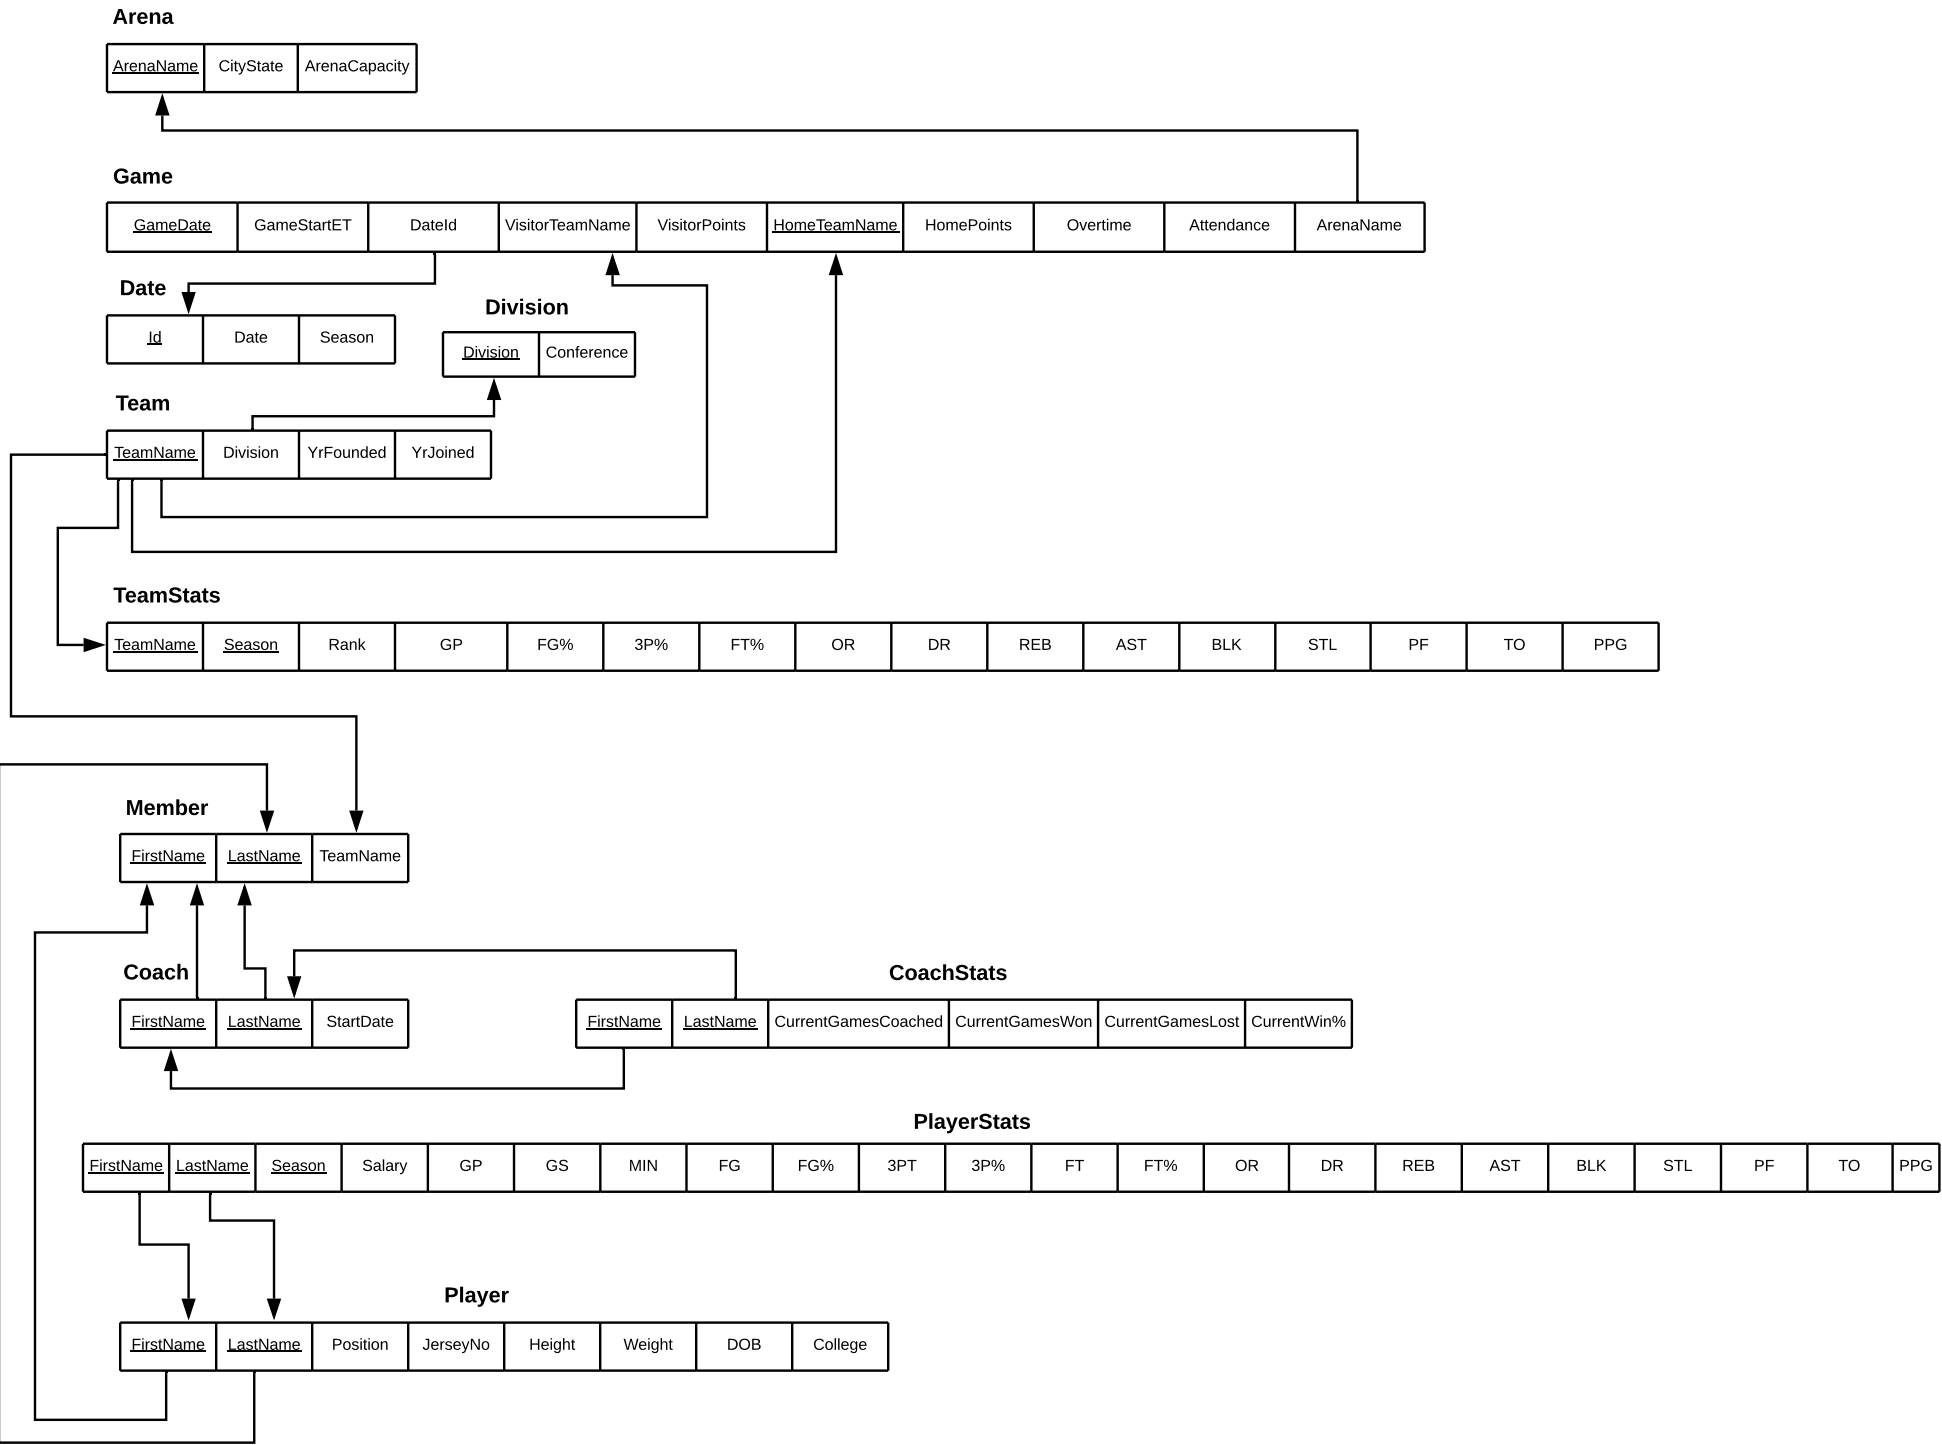 Arena
ArenaName CityState ArenaCapacity
Game
GameDate GameStartET DateId VisitorTeamName VisitorPoints HomeTeamName HomePoints Overtime Attendance ArenaName
Date
Division
Id Date Season
Division Conference
Team
TeamName Division YrFounded YrJoined
TeamStats
TeamName Season Rank GP FG% 3P% FT% OR DR REB AST BLK STL PF TO PPG
Member
FirstName LastName TeamName
Coach CoachStats
FirstName LastName StartDate FirstName LastName CurrentGamesCoached CurrentGamesWon CurrentGamesLost CurrentWin%
PlayerStats
FirstName LastName Season Salary GP GS MIN FG FG% 3PT 3P% FT FT% OR DR REB AST BLK STL PF TO PPG
Player
FirstName LastName Position JerseyNo Height Weight DOB College